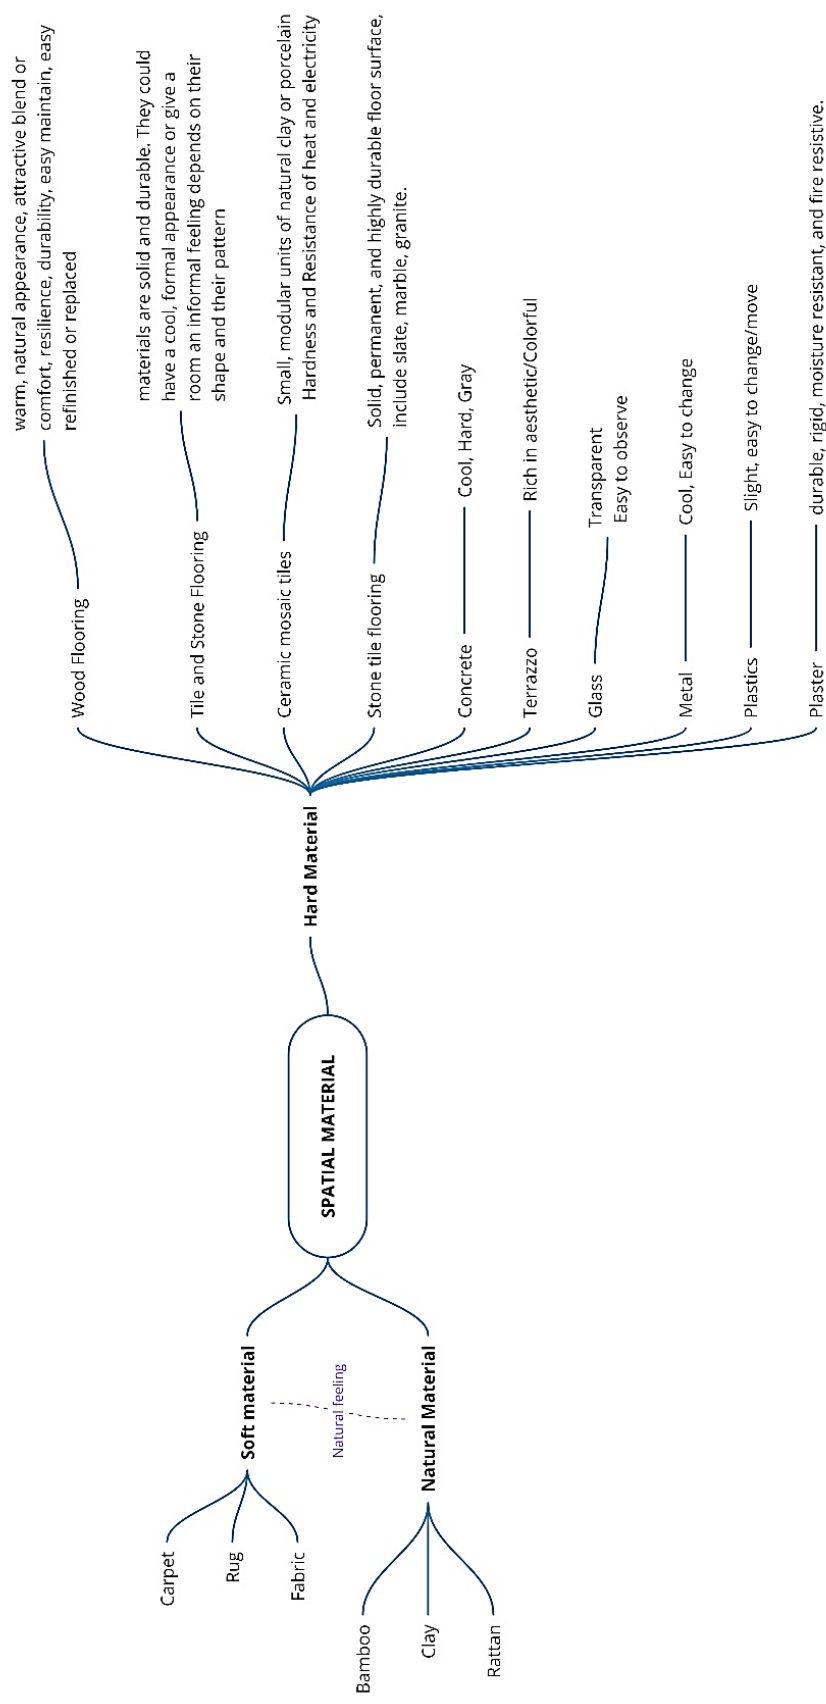 SPATIAL MATERIAL
Hard Material
Wood Flooring
warm, natural appearance, attractive blend or
comfort, resilience, durability, easy maintain, easy
refinished or replaced
Tile and Stone Flooring
materials are solid and durable. They could
have a cool, formal appearance or give a
room an informal feeling depends on their
shape and their pattern
Ceramic mosaic tiles
Small, modular units of natural clay or porcelain
Hardness and Resistance of heat and electricity
Stone tile flooring
Solid, permanent, and highly durable floor surface,
include slate, marble, granite.
Concrete
Cool, Hard, Gray
Terrazzo
Rich in aesthetic/Colorful
Glass
Transparent
Easy to observe
Metal
Cool, Easy to change
Plastics
Slight, easy to change/move
Plaster
durable, rigid, moisture resistant, and fire resistive.
Soft material
Carpet
Rug
Fabric
Natural feeling
Natural Material
Bamboo
Clay
Rattan